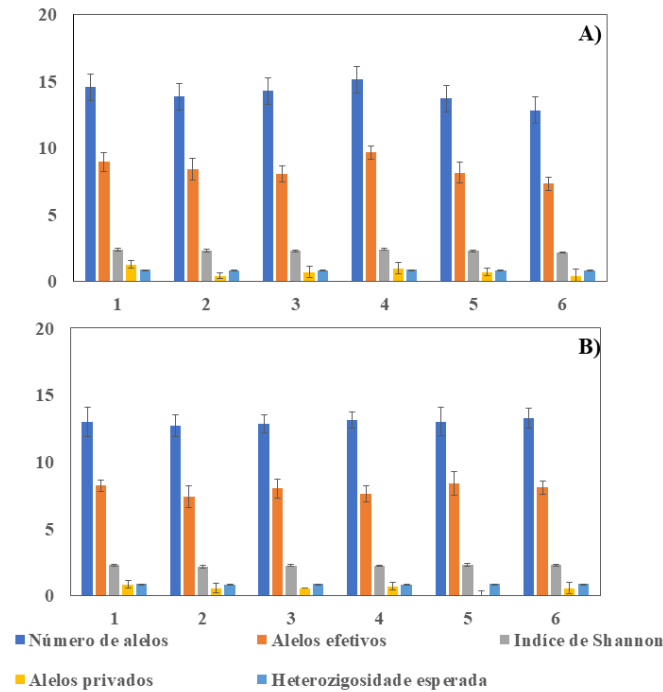 20
A)
15
10
5
0
1 2 3 4 5 6
20
B)
15
10
5
0
1 2 3 4 5 6
Número de alelos Alelos efetivos Indíce de Shannon
Alelos privados Heterozigosidade esperada